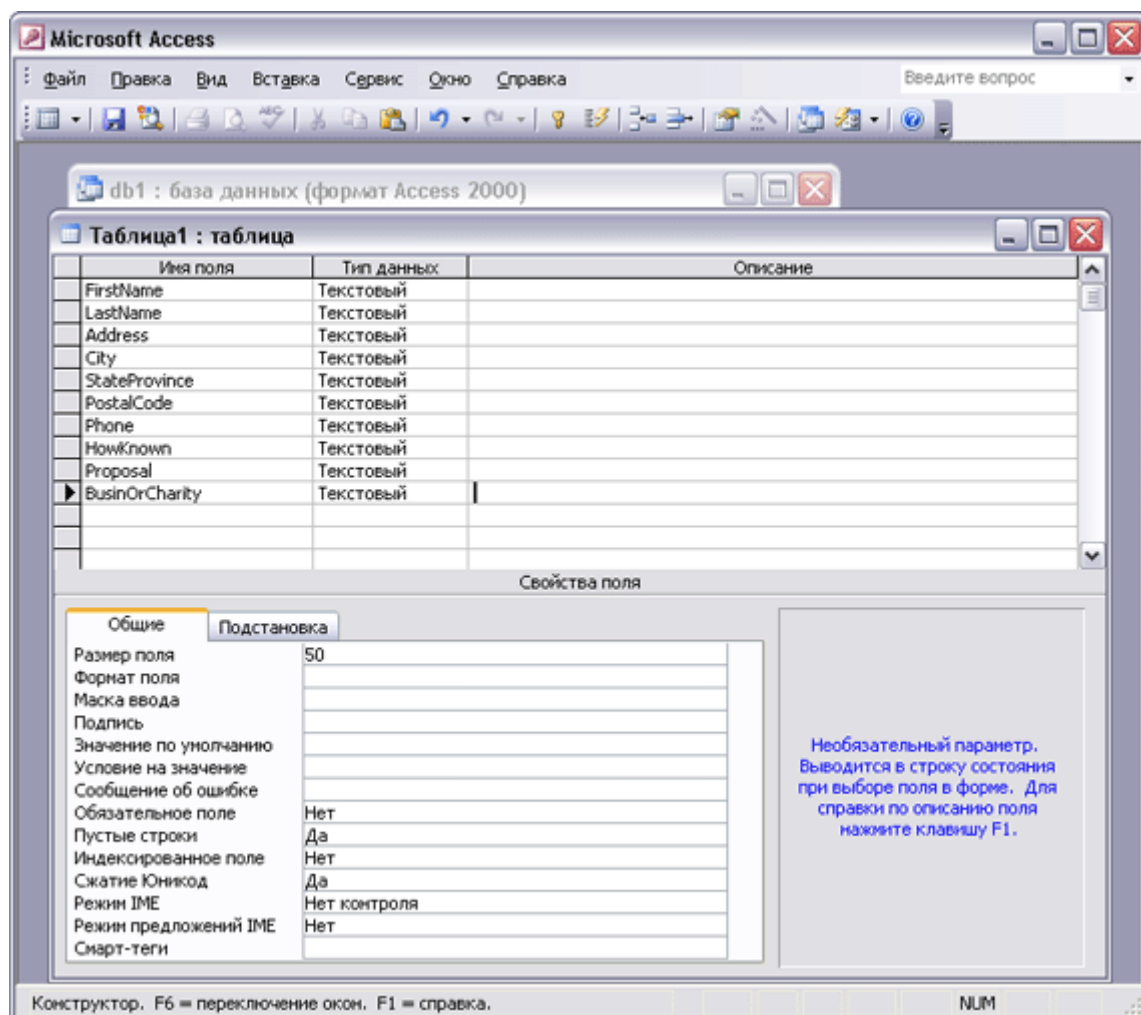 Microsoft Access
Файл Правка Вид Вставка Сервис Окно Справка Введите вопрос
db1 : база данных (формат Access 2000)
Таблица1 : таблица
Имя поля Тип данных Описание
FirstName Текстовый
LastName Текстовый
Address Текстовый
City Текстовый
StateProvince Текстовый
PostalCode Текстовый
Phone Текстовый
HowKnown Текстовый
Proposal Текстовый
BusinOrCharity Текстовый
Свойства поля
Общие Подстановка
Размер поля 50
Формат поля
Маска ввода
Подпись
Значение по умолчанию
Условие на значение
Сообщение об ошибке
Обязательное поле Нет
Пустые строки Да
Индексированное поле Нет
Сжатие Юникод Да
Режим IME Нет контроля
Режим предложений IME Нет
Смарт-теги
Необязательный параметр.
Выводится в строку состояния
при выборе поля в форме. Для
справки по описанию поля
нажмите клавишу F1.
Конструктор. F6 = переключение окон. F1 = справка. NUM